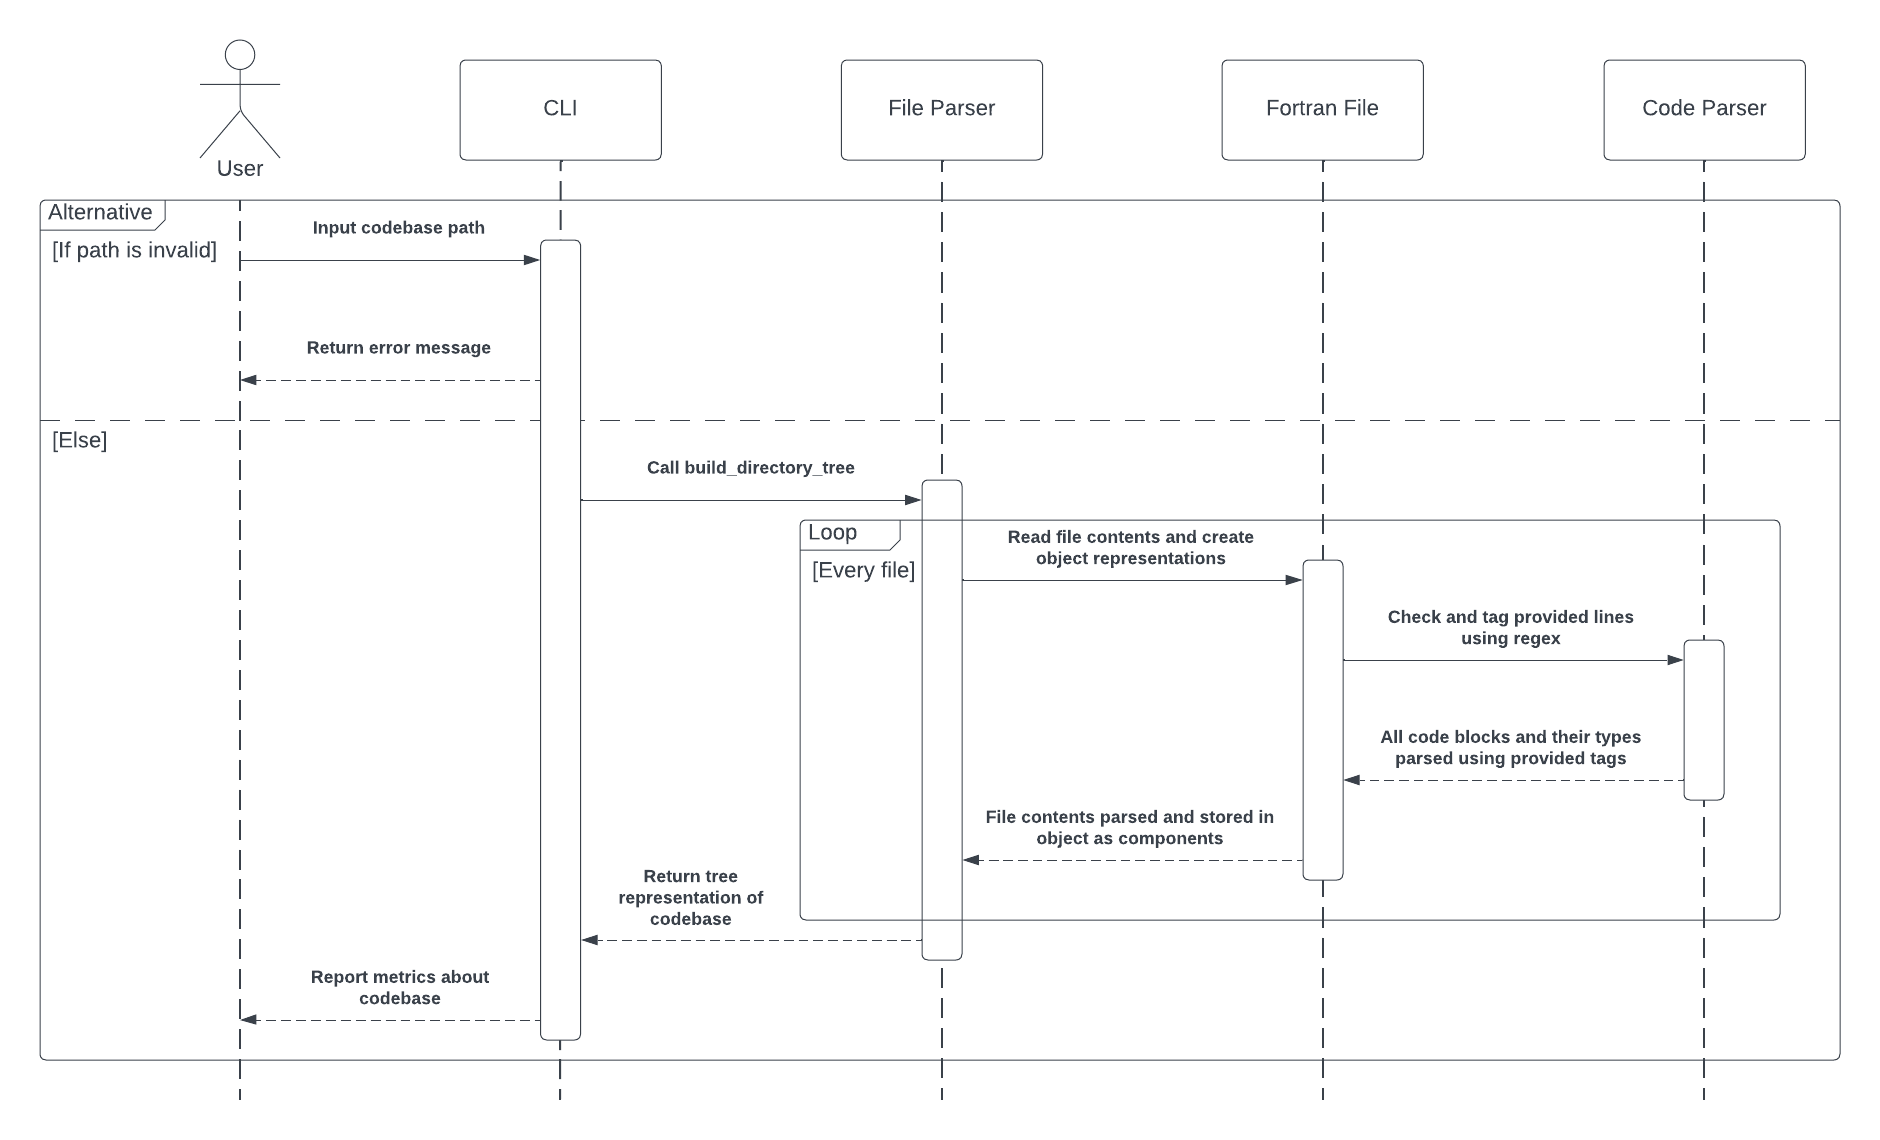 User
CLI
File Parser
Fortran File
Code Parser
Alternative
[If path is invalid]
Input codebase path
Return error message
[Else]
Call build_directory_tree
Loop
[Every file]
Read file contents and create
object representations
Check and tag provided lines
using regex
All code blocks and their types
parsed using provided tags
File contents parsed and stored in
object as components
Return tree
representation of
codebase
Report metrics about
codebase